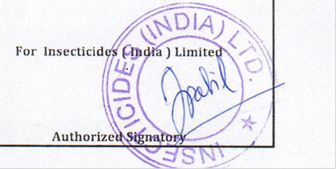 For Insecticides ( India ) Limited
INSECTICIDES (INDIA) LTD.
Authorized Signatory